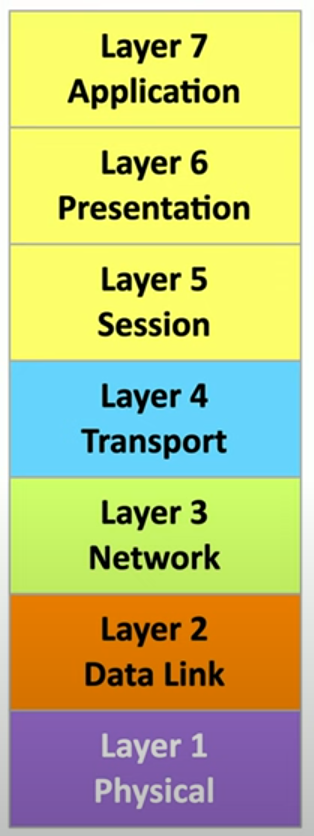 Layer 7
Application
Layer 6
Presentation
Layer 5
Session
Layer 4
Transport
Layer 3
Network
Layer 2
Data Link
Layer 1
Physical